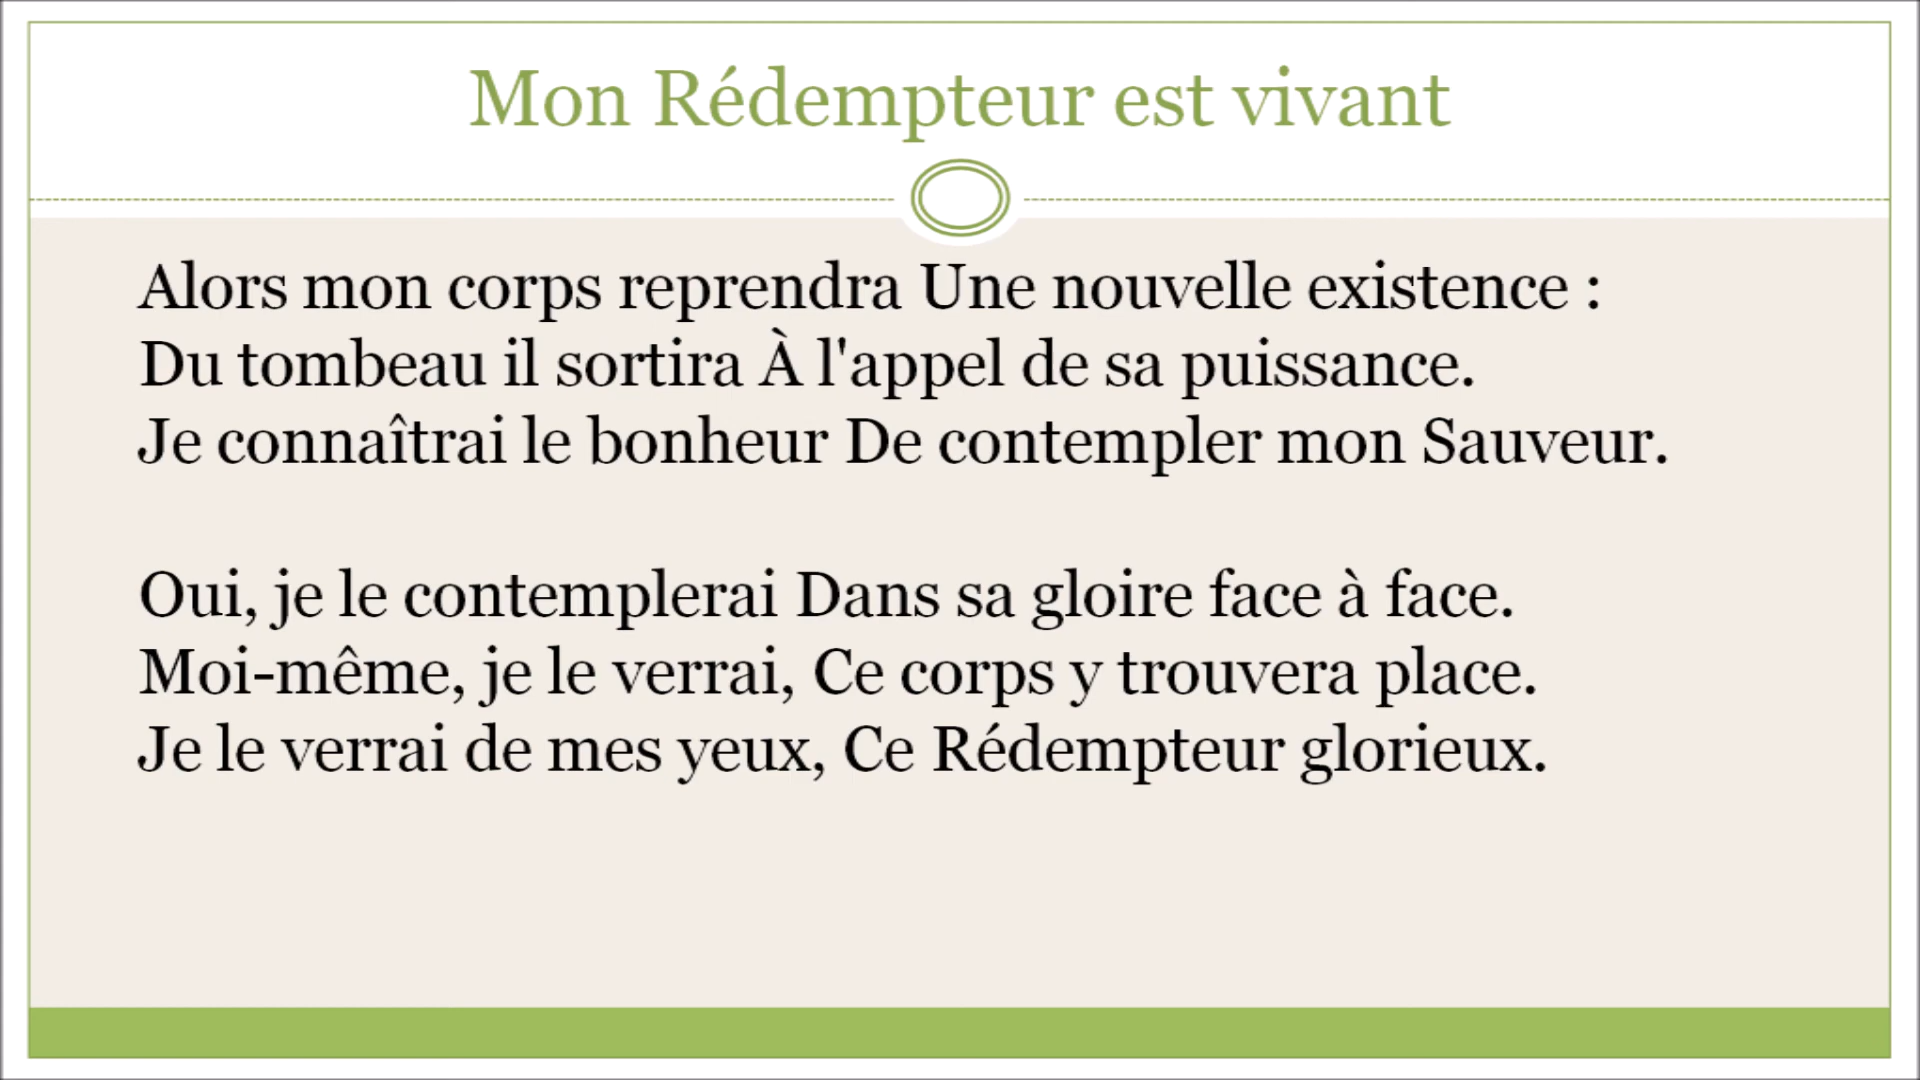 Mon Rédempteur est vivant
Alors mon corps reprendra Une nouvelle existence :
Du tombeau il sortira À l'appel de sa puissance.
Je connaîtrai le bonheur De contempler mon Sauveur.
Oui, je le contemplerai Dans sa gloire face à face.
Moi-même, je le verrai, Ce corps y trouvera place.
Je le verrai de mes yeux, Ce Rédempteur glorieux.